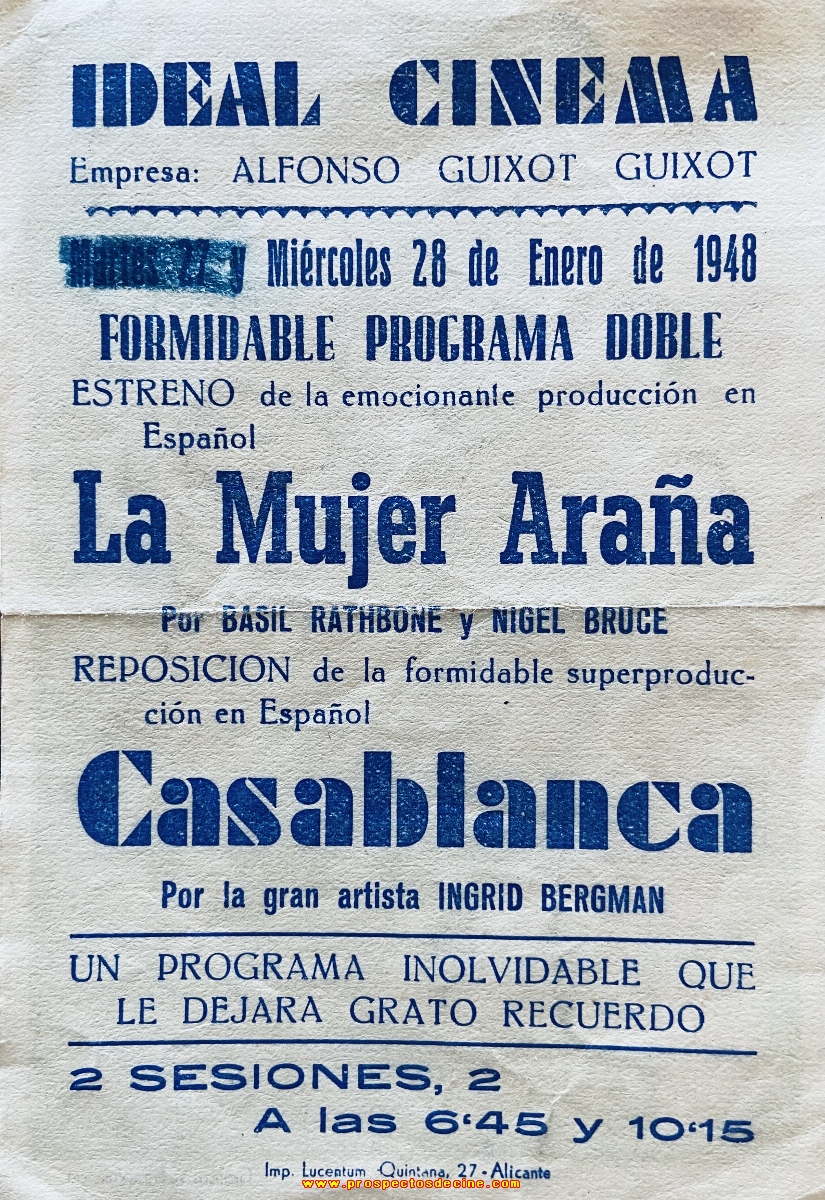 IDEAL CINEMA
Empresa: ALFONSO GUIXOT GUIXOT
Martes 27 y Miércoles 28 de Enero de 1948
FORMIDABLE PROGRAMA DOBLE
ESTRENO de la emocionante producción en
Español
La Mujer Araña
Por BASIL RATHBONE y NIGEL BRUCE
REPOSICION de la formidable superproduc-
ción en Español
Casablanca
Por la gran artista INGRID BERGMAN
UN PROGRAMA INOLVIDABLE QUE
LE DEJARA GRATO RECUERDO
2 SESIONES, 2
A las 6'45 y 10'15
Imp. Lucentum - Quintana, 27 - Alicante
www.prospectosdecine.com